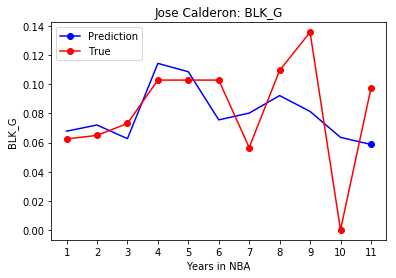 Jose Calderon: BLK_G
Prediction
True
BLK_G
0.14
0.12
0.10
0.08
0.06
0.04
0.02
0.00
1 2 3 4 5 6 7 8 9 10 11
Years in NBA